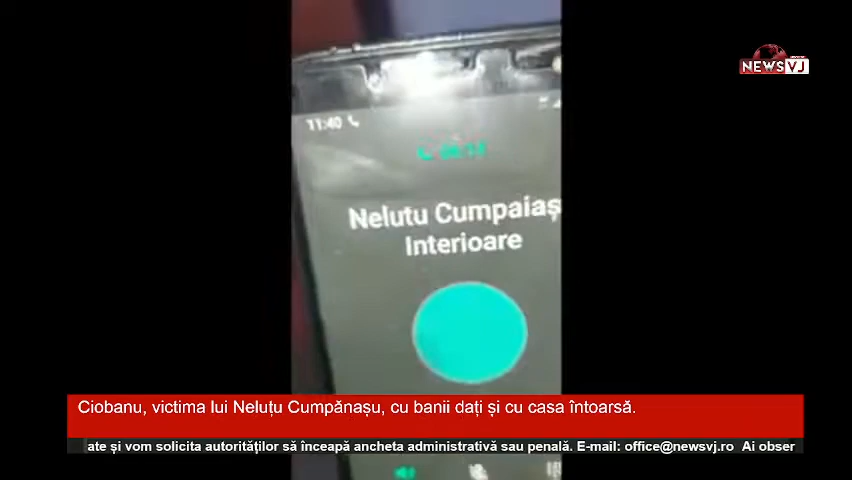 NEWSVJ
11:40
Nelutu Cumpaiaș
Interioare
Ciobanu, victima lui Neluțu Cumpănașu, cu banii dați și cu casa întoarsă.
ate și vom solicita autorităților să înceapă ancheta administrativă sau penală. E-mail: office@newsvj.ro Ai obser